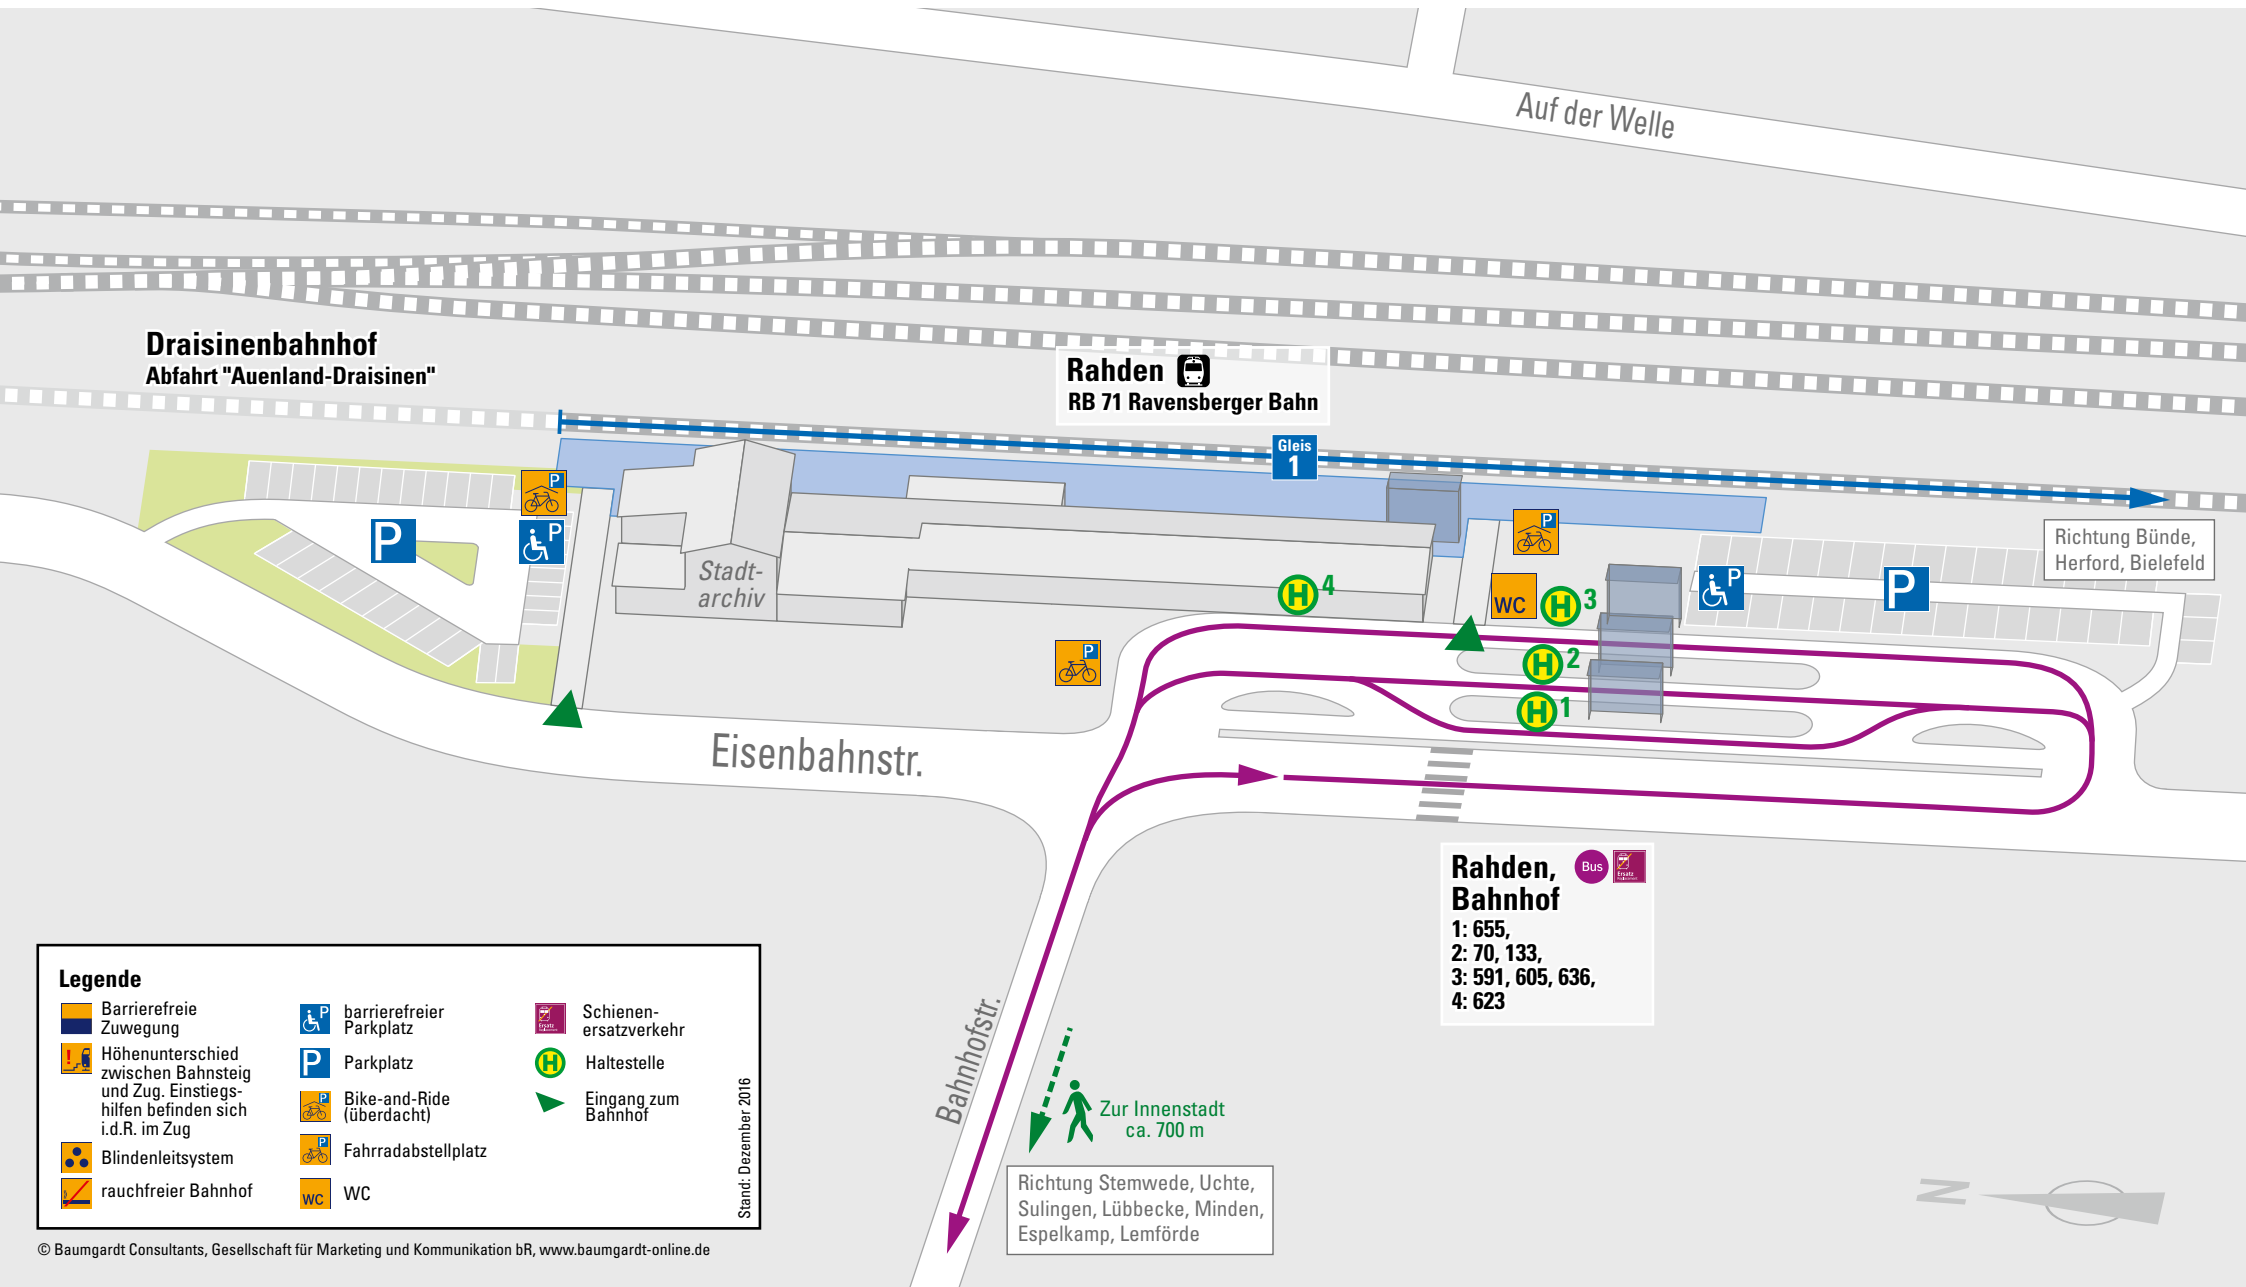 Auf der Welle
Draisinenbahnhof
Abfahrt "Auenland-Draisinen"
Rahden
RB 71 Ravensberger Bahn
Gleis
1
Richtung Bünde,
Herford, Bielefeld
P
P
P
Stadt-
archiv
H 4
P
WC
H 3
P
P
H 2
H 1
P
Eisenbahnstr.
Rahden,
Bahnhof
Bus
Ersatz
1: 655,
2: 70, 133,
3: 591, 605, 636,
4: 623
Bahnhofstr.
Zur Innenstadt
ca. 700 m
Richtung Stemwede, Uchte,
Sulingen, Lübbecke, Minden,
Espelkamp, Lemförde
N
Legende
Barrierefreie
Zuwegung
Höhenunterschied
zwischen Bahnsteig
und Zug. Einstiegs-
hilfen befinden sich
i.d.R. im Zug
Blindenleitsystem
rauchfreier Bahnhof
P
barrierefreier
Parkplatz
P
Parkplatz
P
Bike-and-Ride
(überdacht)
P
Fahrradabstellplatz
WC
WC
Ersatz
Schienen-
ersatzverkehr
H
Haltestelle
Eingang zum
Bahnhof
Stand: Dezember 2016
© Baumgardt Consultants, Gesellschaft für Marketing und Kommunikation bR, www.baumgardt-online.de